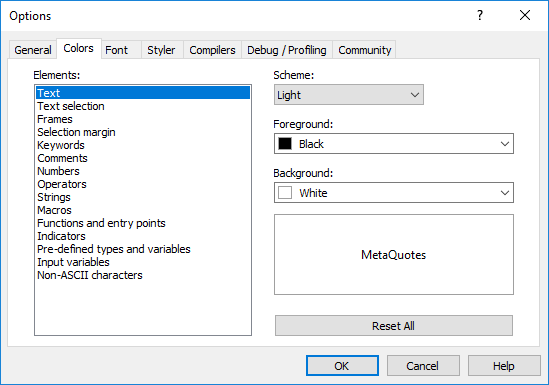 Options
General Colors Font Styler Compilers Debug / Profiling Community
Elements:
Text
Text selection
Frames
Selection margin
Keywords
Comments
Numbers
Operators
Strings
Macros
Functions and entry points
Indicators
Pre-defined types and variables
Input variables
Non-ASCII characters
Scheme:
Light
Foreground:
Black
Background:
White
MetaQuotes
Reset All
OK Cancel Help